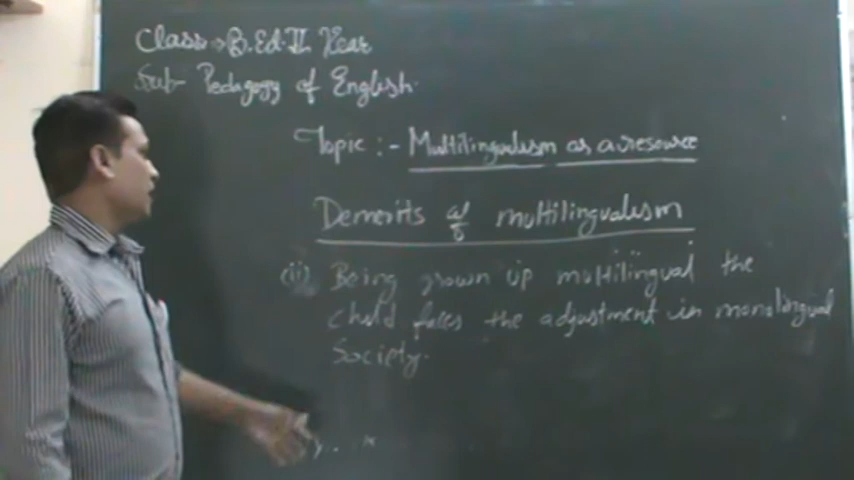 Class → B.Ed. II Year
Sub- Pedagogy of English.
Topic :- Multilingualism as a resource
Demerits of multilingualism
(ii) Being grown up multilingual the
child faces the adjustment in monolingual
Society.